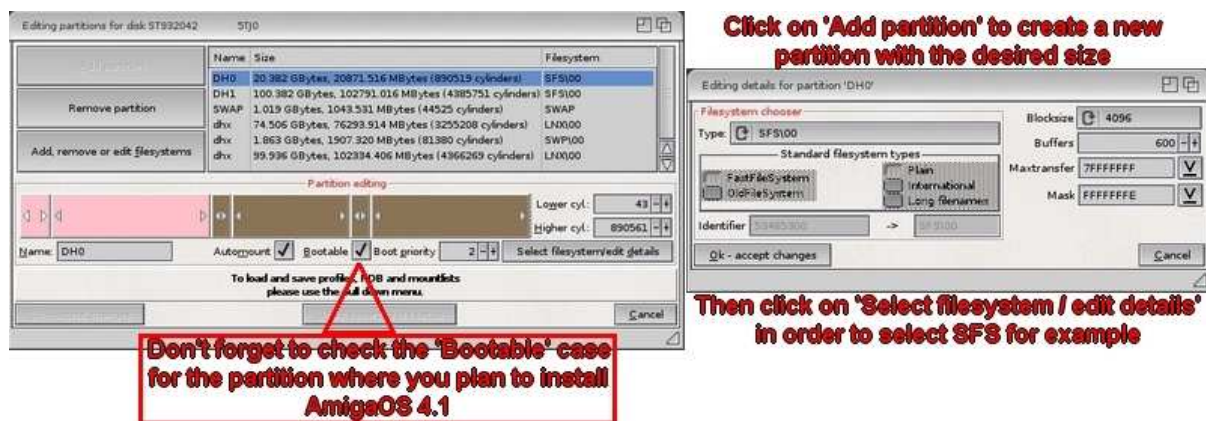 Editing partitions for disk ST932042 5TJ0
Name Size Filesystem
DH0 20.382 GBytes, 20871.516 MBytes (890519 cylinders) SFS\00
DH1 100.382 GBytes, 102791.016 MBytes (4385751 cylinders) SFS\00
SWAP 1.019 GBytes, 1043.531 MBytes (44525 cylinders) SWAP
dhx 74.506 GBytes, 76293.914 MBytes (3255208 cylinders) LNX\00
dhx 1.863 GBytes, 1907.320 MBytes (81380 cylinders) SWP\00
dhx 99.936 GBytes, 102334.406 MBytes (4366269 cylinders) LNX\00
Remove partition
Add, remove or edit filesystems
Partition editing
Lower cyl.: 43
Higher cyl.: 890561
Name: DH0 Automount Bootable Boot priority 2 Select filesystem/edit details
To load and save profiles, RDB and mountlists
please use the pull down menu.
Cancel
Don't forget to check the 'Bootable' case
for the partition where you plan to install
AmigaOS 4.1
Click on 'Add partition' to create a new
partition with the desired size
Editing details for partition 'DH0'
Filesystem chooser
Type: SFS\00
Standard filesystem types
FastFileSystem
OldFileSystem
Plain
International
Long filenames
Identifier 53465300 -> SFS\00
Blocksize 4096
Buffers 600
Maxtransfer 7FFFFFFF
Mask FFFFFFFE
Ok - accept changes
Cancel
Then click on 'Select filesystem / edit details'
in order to select SFS for example